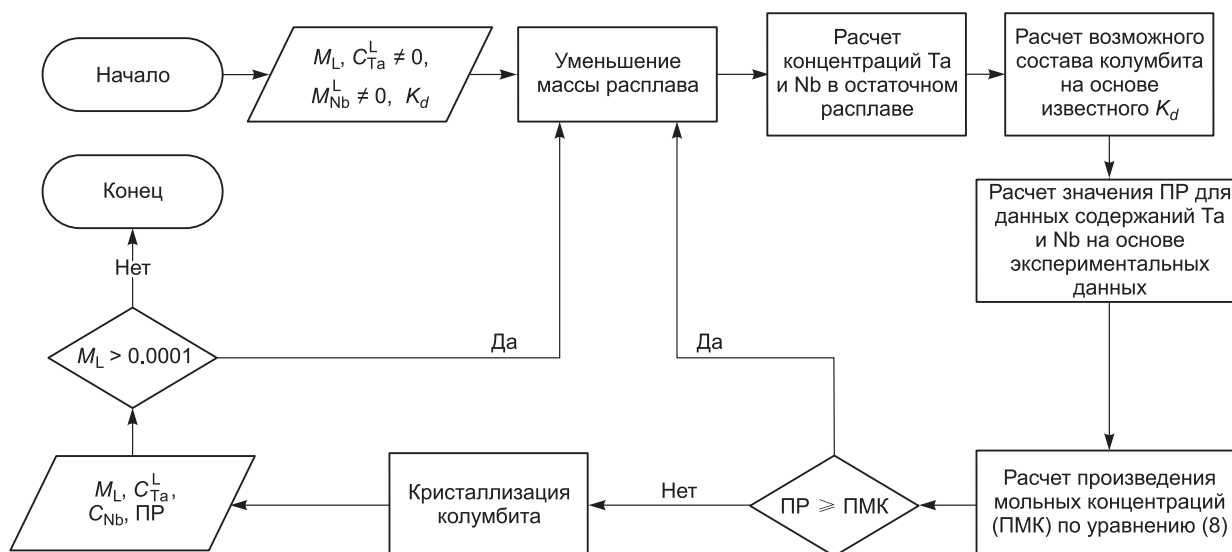 Начало
M_L, C_Ta^L ≠ 0,
M_Nb^L ≠ 0, K_d
Уменьшение
массы расплава
Расчет
концентраций Ta
и Nb в остаточном
расплаве
Расчет возможного
состава колумбита
на основе
известного K_d
Расчет значения ПР для
данных содержаний Ta
и Nb на основе
экспериментальных
данных
Расчет произведения
мольных концентраций
(ПМК) по уравнению (8)
ПР ⩾ ПМК
Да
Нет
Кристаллизация
колумбита
M_L, C_Ta^L,
C_Nb, ПР
M_L > 0.0001
Да
Нет
Конец